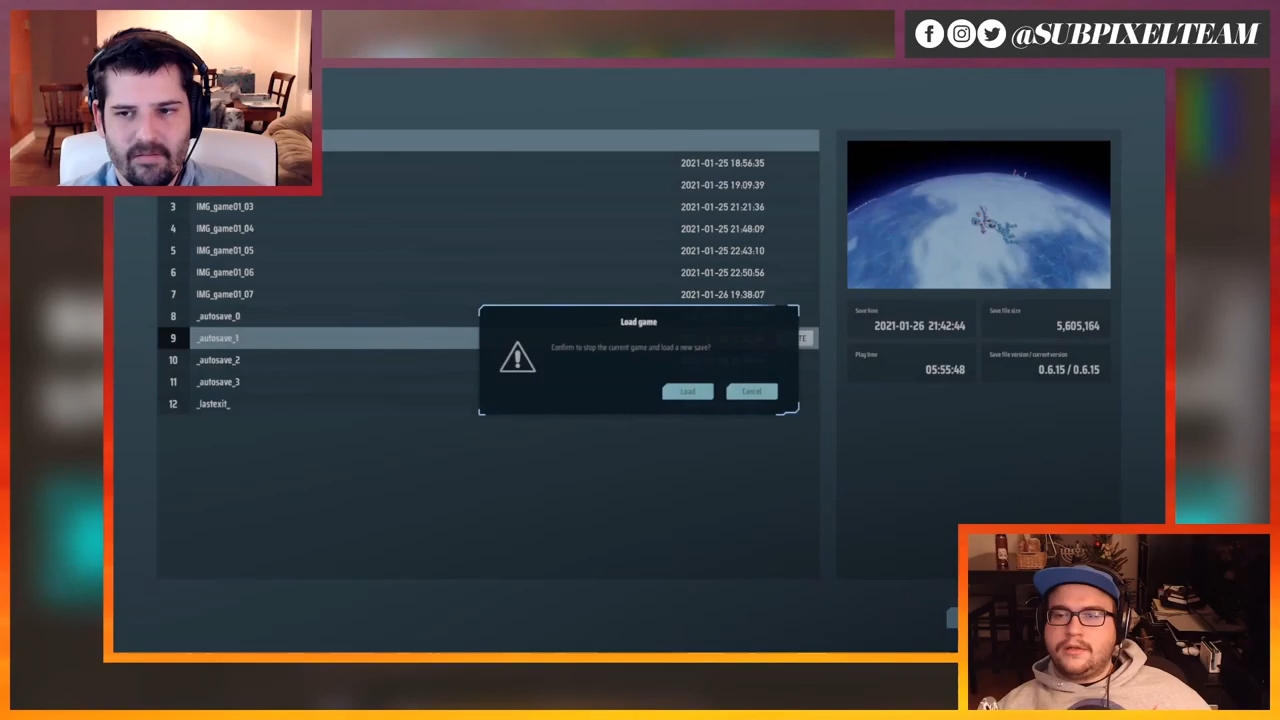 @SUBPIXELTEAM
2021-01-25 18:56:35
2021-01-25 19:09:39
3 IMG_game01_03 2021-01-25 21:21:36
4 IMG_game01_04 2021-01-25 21:48:09
5 IMG_game01_05 2021-01-25 22:43:10
6 IMG_game01_06 2021-01-25 22:50:56
7 IMG_game01_07 2021-01-26 19:38:07
8 _autosave_0
9 _autosave_1
10 _autosave_2
11 _autosave_3
12 _lastexit_
Load game
Confirm to stop the current game and load a new save?
Load Cancel
Save time Save file size
2021-01-26 21:42:44 5,605,164
Play time Save file version / current version
05:55:48 0.6.15 / 0.6.15